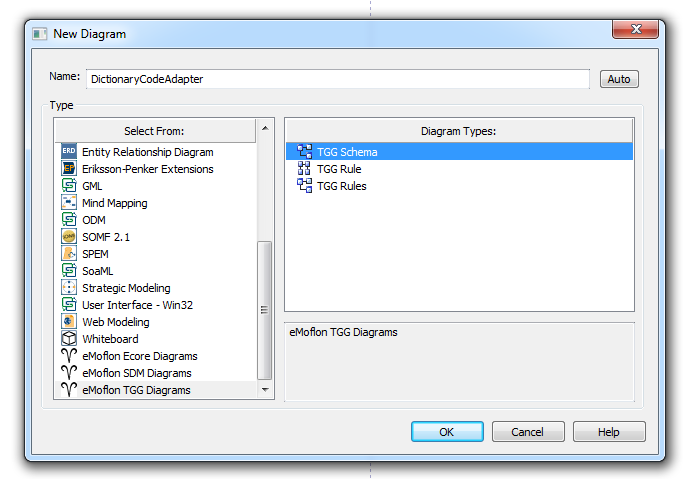 New Diagram
Name: DictionaryCodeAdapter Auto
Type
Select From:
ERD Entity Relationship Diagram
EP Eriksson-Penker Extensions
GML
Mind Mapping
ODM
SOMF 2.1
SPEM
SoaML
Strategic Modeling
User Interface - Win32
Web Modeling
Whiteboard
eMoflon Ecore Diagrams
eMoflon SDM Diagrams
eMoflon TGG Diagrams
Diagram Types:
TGG Schema
TGG Rule
TGG Rules
eMoflon TGG Diagrams
OK Cancel Help